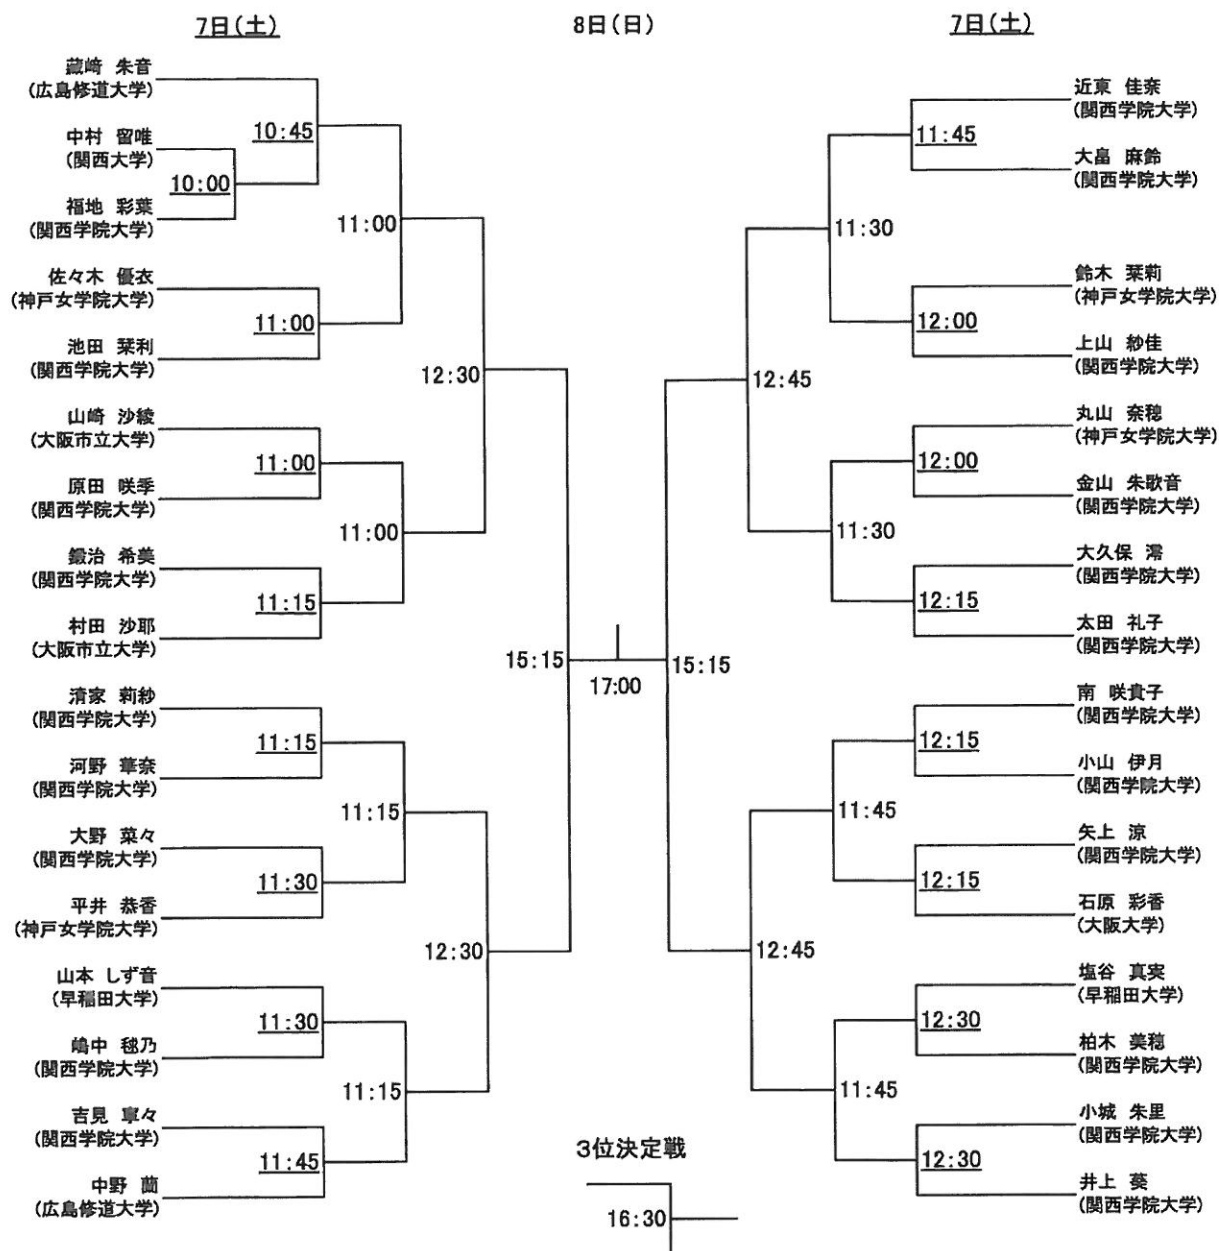 7日(土)
8日(日)
7日(土)
藏﨑 朱音
(広島修道大学)
10:45
中村 留唯
(関西大学)
10:00
福地 彩葉
(関西学院大学)
11:00
佐々木 優衣
(神戸女学院大学)
11:00
池田 栞利
(関西学院大学)
12:30
山崎 沙綾
(大阪市立大学)
11:00
原田 咲季
(関西学院大学)
11:00
鍛治 希美
(関西学院大学)
11:15
村田 沙耶
(大阪市立大学)
15:15
清家 莉紗
(関西学院大学)
11:15
河野 華奈
(関西学院大学)
11:15
大野 菜々
(関西学院大学)
11:30
平井 恭香
(神戸女学院大学)
12:30
山本 しず音
(早稲田大学)
11:30
嶋中 毬乃
(関西学院大学)
11:15
吉見 寧々
(関西学院大学)
11:45
中野 蘭
(広島修道大学)
17:00
3位決定戦
16:30
近東 佳奈
(関西学院大学)
11:45
大畠 麻鈴
(関西学院大学)
11:30
鈴木 栞莉
(神戸女学院大学)
12:00
上山 紗佳
(関西学院大学)
12:45
丸山 奈穂
(神戸女学院大学)
12:00
金山 朱歌音
(関西学院大学)
11:30
大久保 澪
(関西学院大学)
12:15
太田 礼子
(関西学院大学)
15:15
南 咲貴子
(関西学院大学)
12:15
小山 伊月
(関西学院大学)
11:45
矢上 涼
(関西学院大学)
12:15
石原 彩香
(大阪大学)
12:45
塩谷 真実
(早稲田大学)
12:30
柏木 美穂
(関西学院大学)
11:45
小城 朱里
(関西学院大学)
12:30
井上 葵
(関西学院大学)